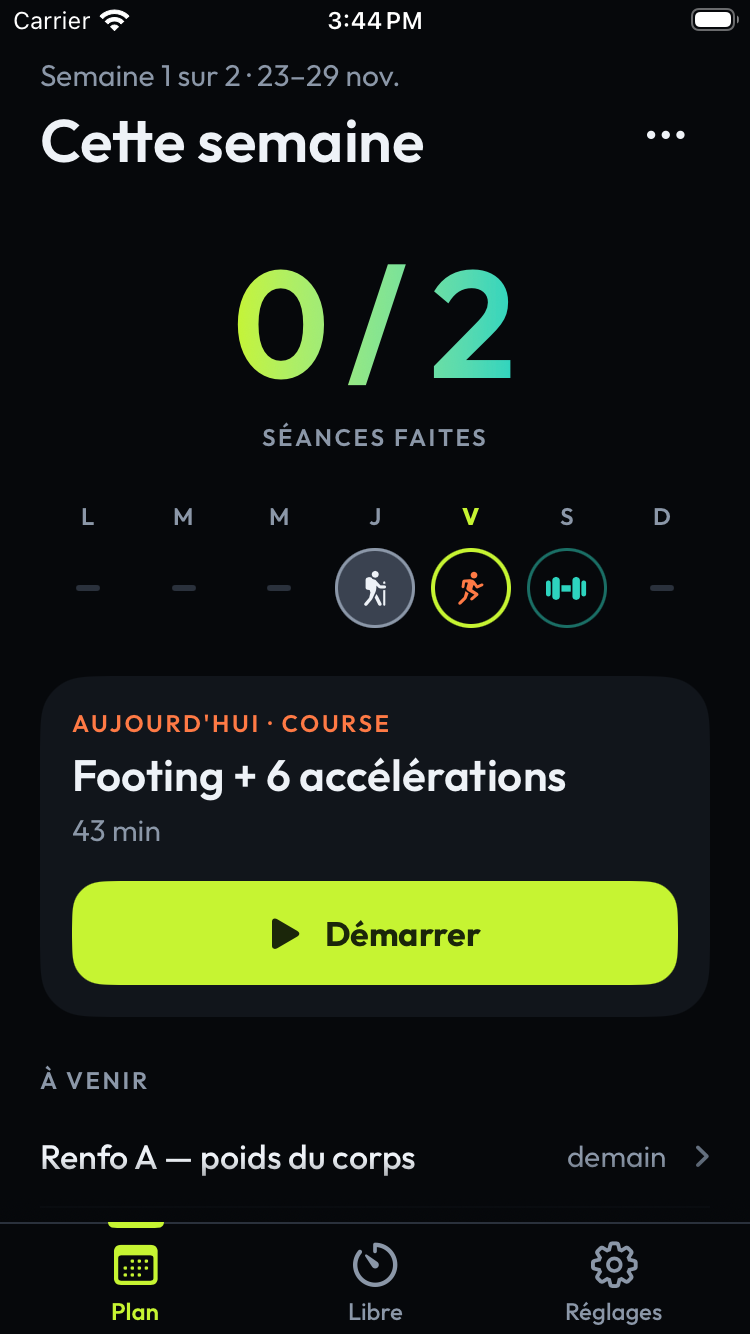 Carrier 3:44 PM
Semaine 1 sur 2 · 23–29 nov.
Cette semaine
0/2
SÉANCES FAITES
L M M J V S D
AUJOURD'HUI · COURSE
Footing + 6 accélérations
43 min
Démarrer
À VENIR
Renfo A — poids du corps demain
Plan Libre Réglages